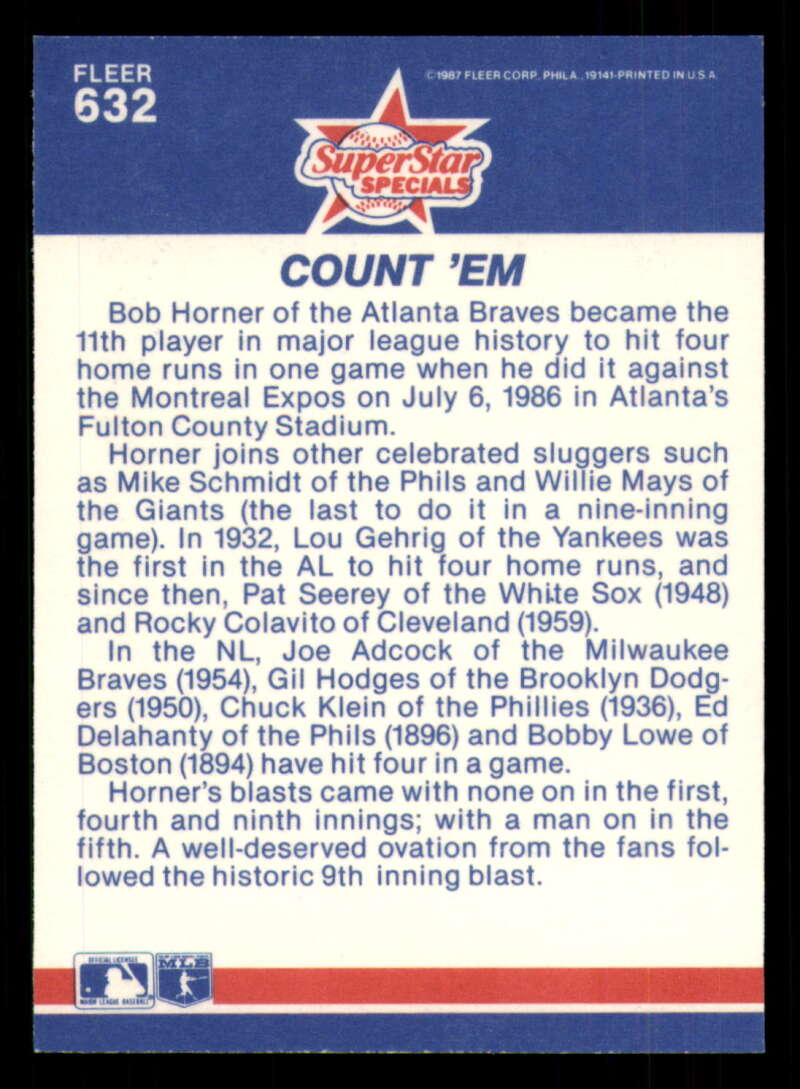 FLEER
632
©1987 FLEER CORP. PHILA., 19141-PRINTED IN U.S.A.
SuperStar
SPECIALS
COUNT 'EM
Bob Horner of the Atlanta Braves became the
11th player in major league history to hit four
home runs in one game when he did it against
the Montreal Expos on July 6, 1986 in Atlanta's
Fulton County Stadium.
Horner joins other celebrated sluggers such
as Mike Schmidt of the Phils and Willie Mays of
the Giants (the last to do it in a nine-inning
game). In 1932, Lou Gehrig of the Yankees was
the first in the AL to hit four home runs, and
since then, Pat Seerey of the White Sox (1948)
and Rocky Colavito of Cleveland (1959).
In the NL, Joe Adcock of the Milwaukee
Braves (1954), Gil Hodges of the Brooklyn Dodg-
ers (1950), Chuck Klein of the Phillies (1936), Ed
Delahanty of the Phils (1896) and Bobby Lowe of
Boston (1894) have hit four in a game.
Horner's blasts came with none on in the first,
fourth and ninth innings; with a man on in the
fifth. A well-deserved ovation from the fans fol-
lowed the historic 9th inning blast.
OFFICIAL LICENSEE
MAJOR LEAGUE BASEBALL
MLB